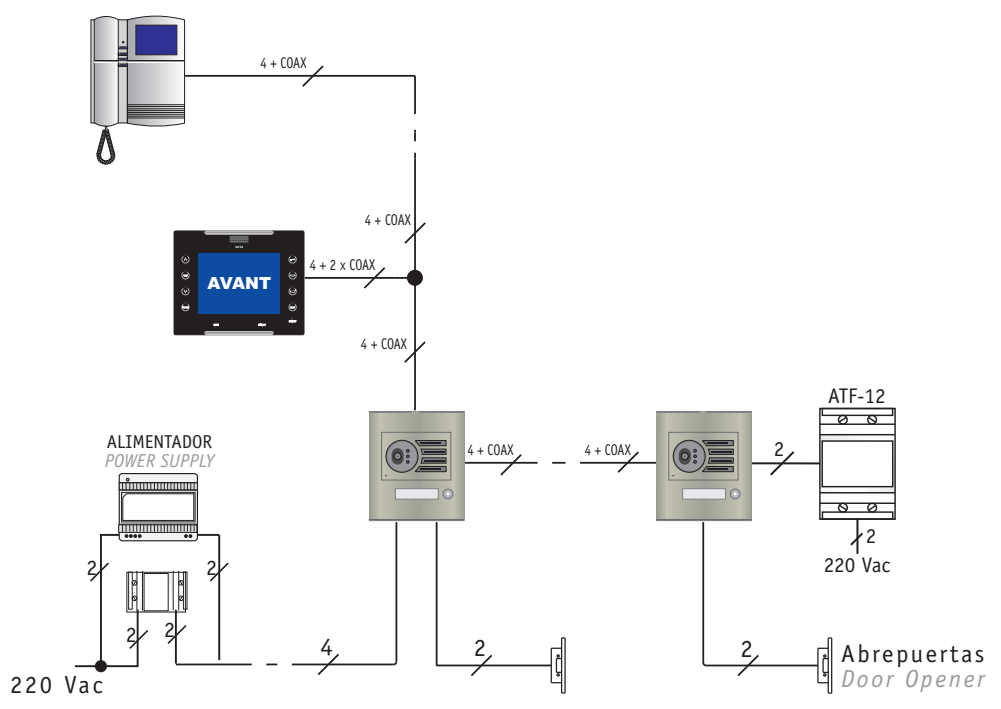 4 + COAX
4 + COAX
4 + 2 x COAX
AVANT
4 + COAX
ATF-12
ALIMENTADOR
POWER SUPPLY
4 + COAX
4 + COAX
2
2
220 Vac
2
2
2
2
4
2
2
Abrepuertas
Door Opener
220 Vac